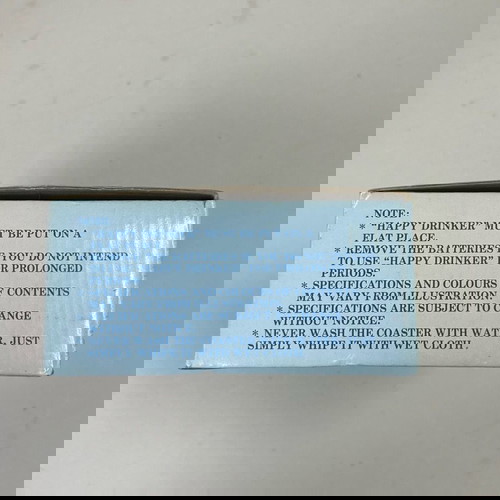 NOTE:
* "HAPPY DRINKER" MUST BE PUT ON A
FLAT PLACE.
* REMOVE THE BATTERIES IF YOU DO NOT INTEND
TO USE "HAPPY DRINKER" FOR PROLONGED
PERIODS.
* SPECIFICATIONS AND COLOURS OF CONTENTS
MAY VARY FROM ILLUSTRATION.
* SPECIFICATIONS ARE SUBJECT TO CHANGE
WITHOUT NOTICE.
* NEVER WASH THE COASTER WITH WATER, JUST
SIMPLY WHIPE IT WITH WET CLOTH.